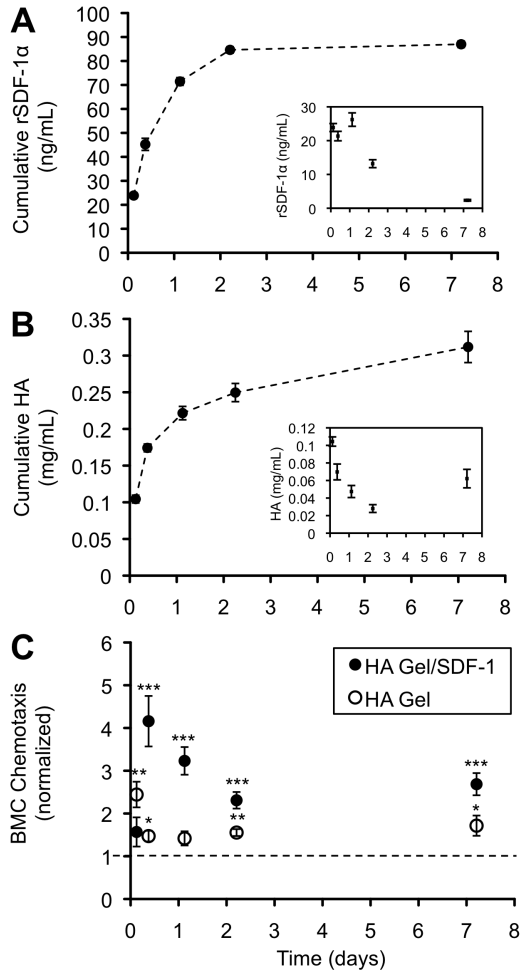 A
Cumulative rSDF-1α
(ng/mL)
100
90
80
70
60
50
40
30
20
10
0
0 1 2 3 4 5 6 7 8
rSDF-1α (ng/mL)
30
20
10
0
0 1 2 3 4 5 6 7 8
B
Cumulative HA
(mg/mL)
0.35
0.3
0.25
0.2
0.15
0.1
0.05
0
0 1 2 3 4 5 6 7 8
HA (mg/mL)
0.12
0.1
0.08
0.06
0.04
0.02
0
0 1 2 3 4 5 6 7 8
C
BMC Chemotaxis
(normalized)
6
5
4
3
2
1
0
HA Gel/SDF-1
HA Gel
***
***
**
***
***
*
**
*
0 1 2 3 4 5 6 7 8
Time (days)